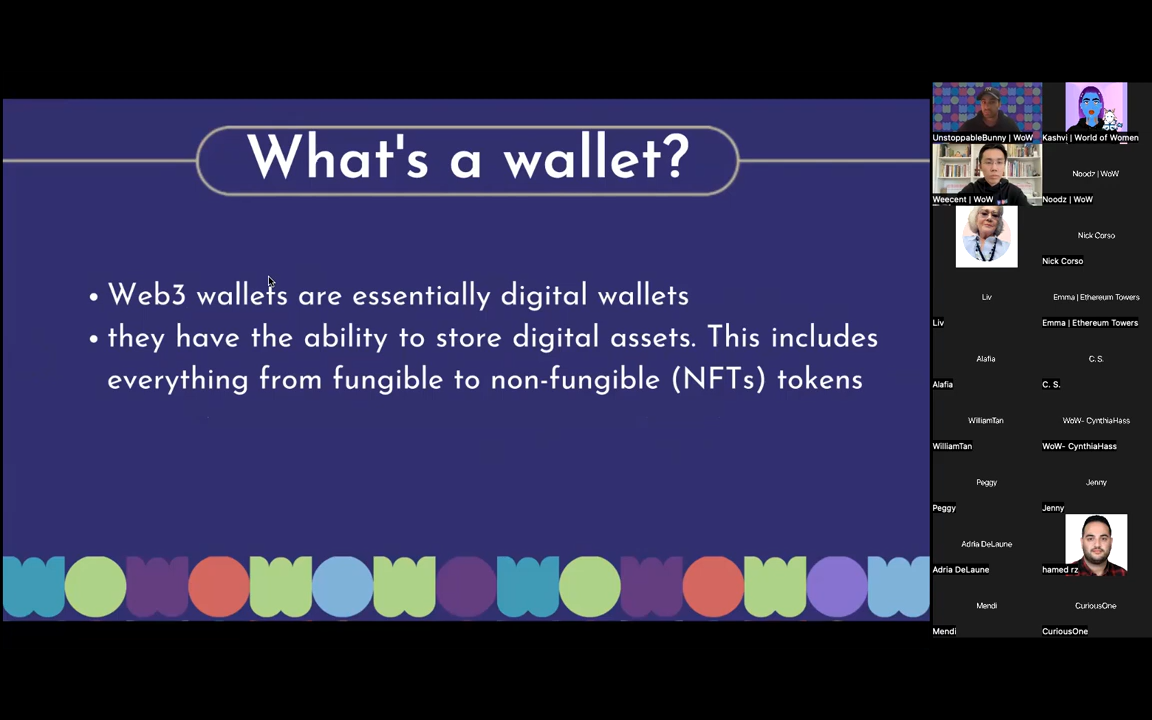 What's a wallet?
• Web3 wallets are essentially digital wallets
• they have the ability to store digital assets. This includes
everything from fungible to non-fungible (NFTs) tokens
UnstoppableBunny | WoW
Kashvi | World of Women
Weecent | WoW
Noodz | WoW
Noodz | WoW
Nick Corso
Nick Corso
Liv
Emma | Ethereum Towers
Liv
Emma | Ethereum Towers
Alafia
C. S.
Alafia
C. S.
WilliamTan
WoW- CynthiaHass
WilliamTan
WoW- CynthiaHass
Peggy
Jenny
Peggy
Jenny
Adria DeLaune
Adria DeLaune
hamed rz
Mendi
CuriousOne
Mendi
CuriousOne